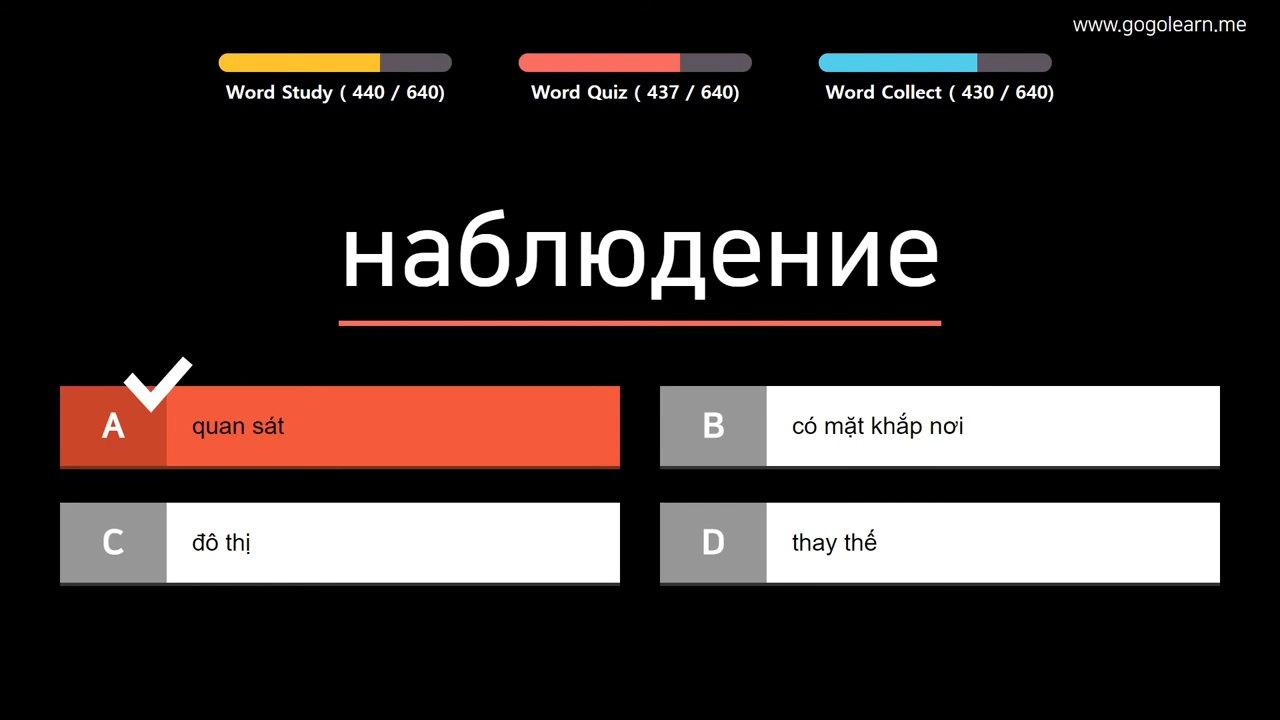 www.gogolearn.me
Word Study ( 440 / 640)
Word Quiz ( 437 / 640)
Word Collect ( 430 / 640)
наблюдение
A quan sát
B có mặt khắp nơi
C đô thị
D thay thế